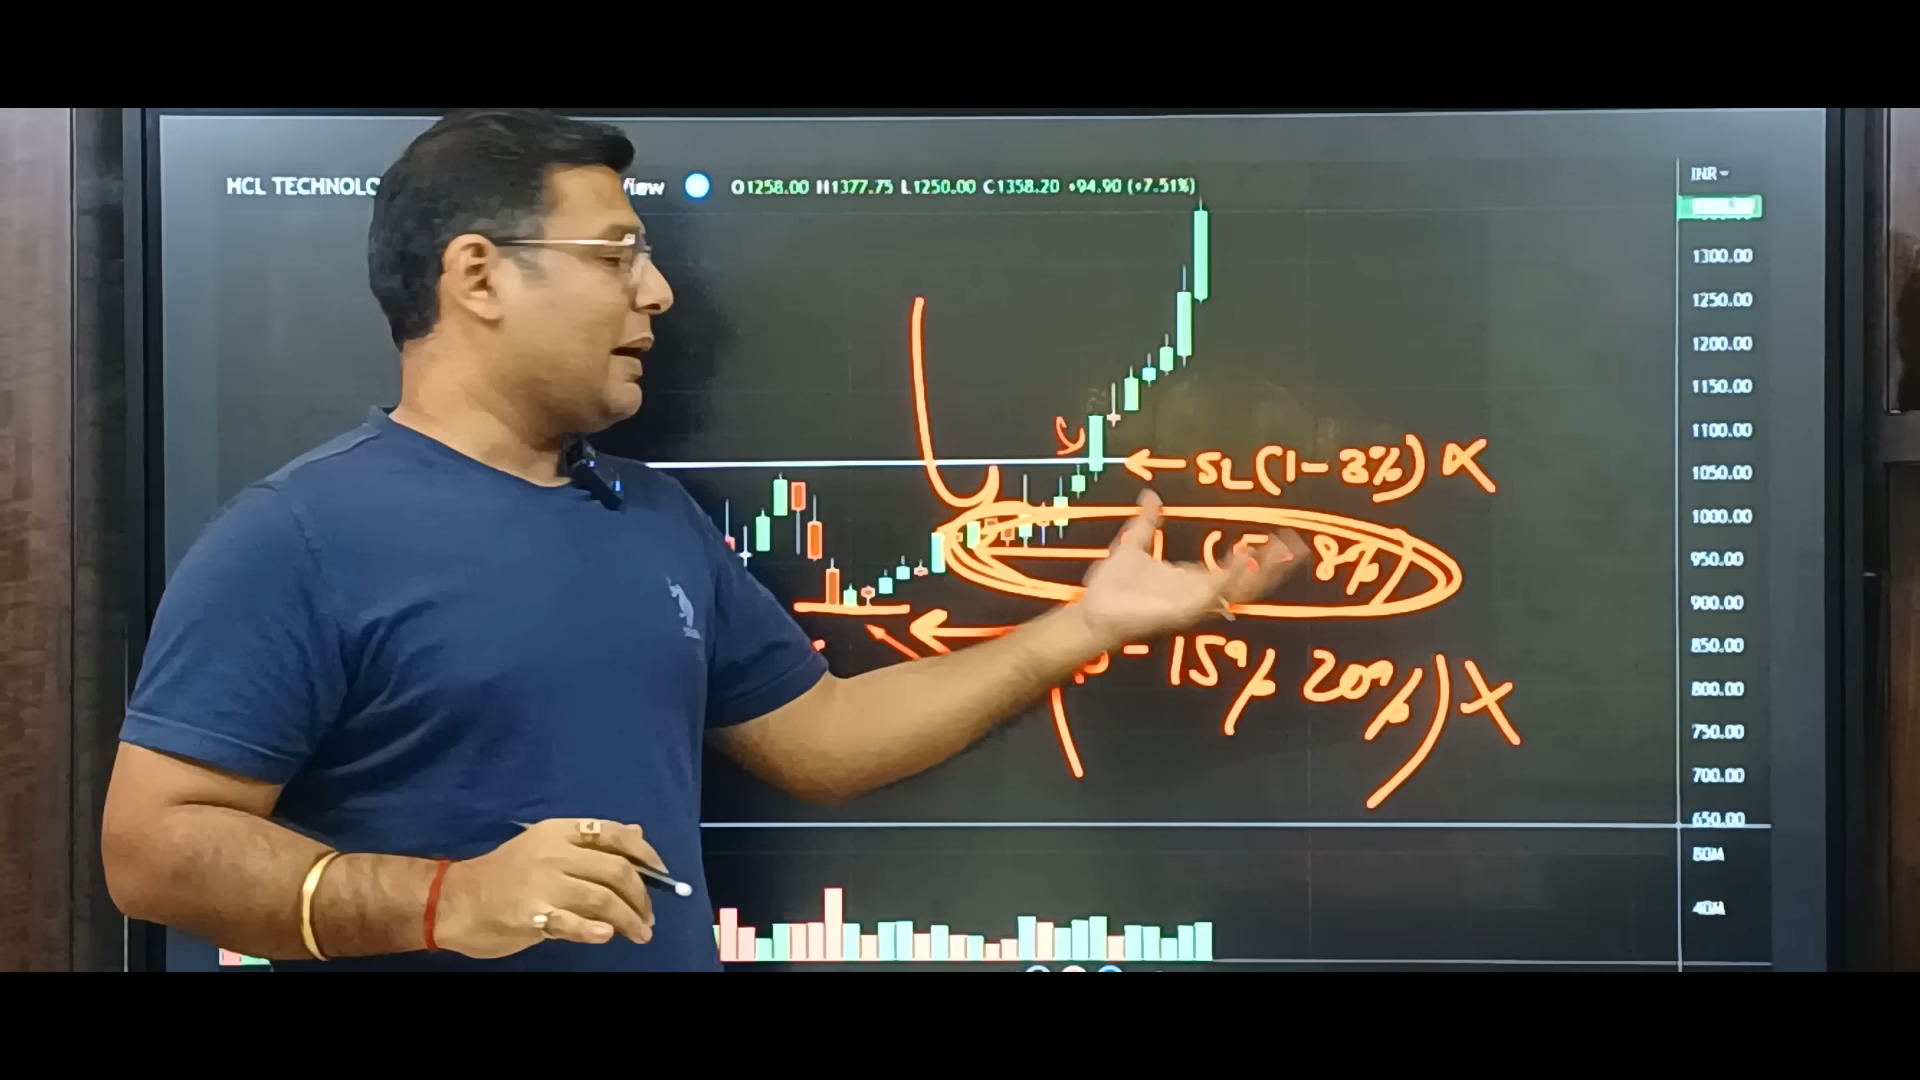 HCL TECHNOLO
View O1258.00 H1377.75 L1250.00 C1358.20 +94.90 (+7.51%)
INR
1300.00
1250.00
1200.00
1150.00
1100.00
1050.00
1000.00
950.00
900.00
850.00
800.00
750.00
700.00
650.00
80M
40M
SL (1-3%) X
(5-8%)
-15% 20%) X